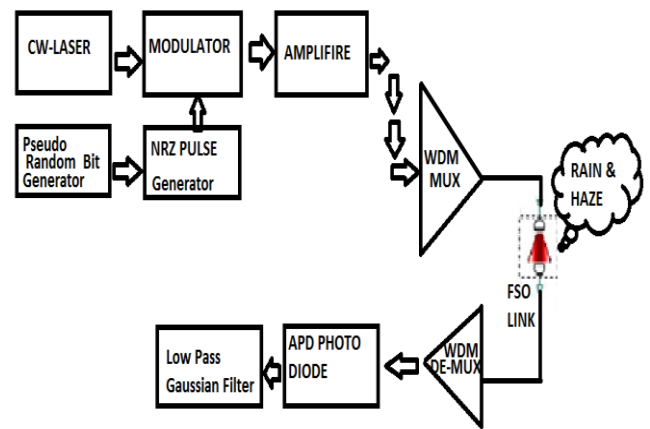 CW-LASER
MODULATOR
AMPLIFIRE
Pseudo
Random Bit
Generator
NRZ PULSE
Generator
WDM
MUX
RAIN &
HAZE
FSO
LINK
WDM
DE-MUX
APD PHOTO
DIODE
Low Pass
Gaussian Filter